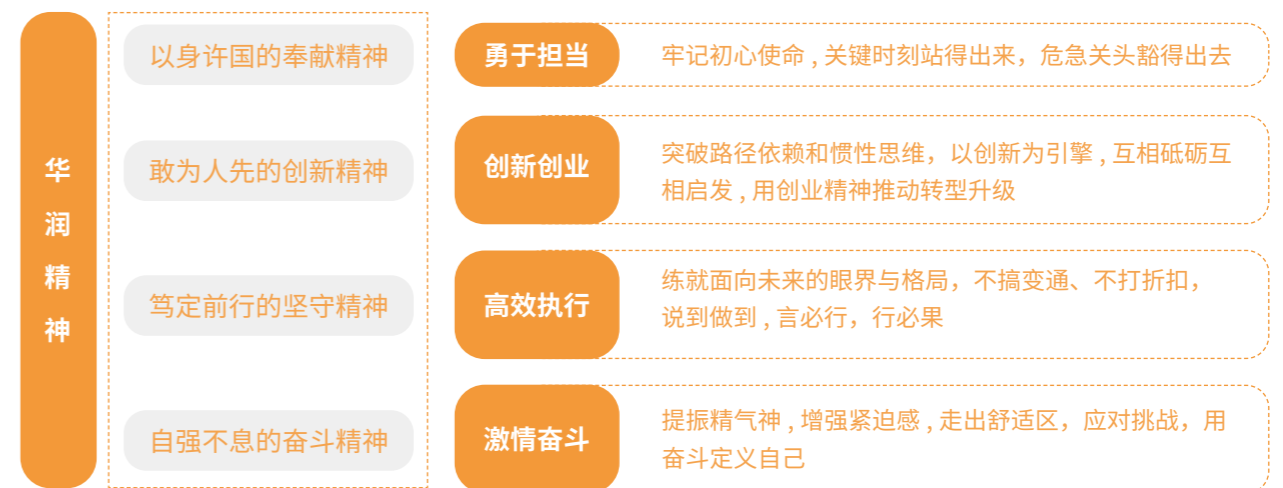 华润精神
以身许国的奉献精神
敢为人先的创新精神
笃定前行的坚守精神
自强不息的奋斗精神
勇于担当
牢记初心使命 , 关键时刻站得出来，危急关头豁得出去
创新创业
突破路径依赖和惯性思维，以创新为引擎 , 互相砥砺互
相启发 , 用创业精神推动转型升级
高效执行
练就面向未来的眼界与格局，不搞变通、不打折扣，
说到做到 , 言必行，行必果
激情奋斗
提振精气神 , 增强紧迫感 , 走出舒适区，应对挑战，用
奋斗定义自己